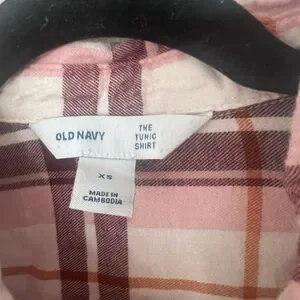 OLD NAVY
THE
TUNIC
SHIRT
XS
MADE IN
CAMBODIA